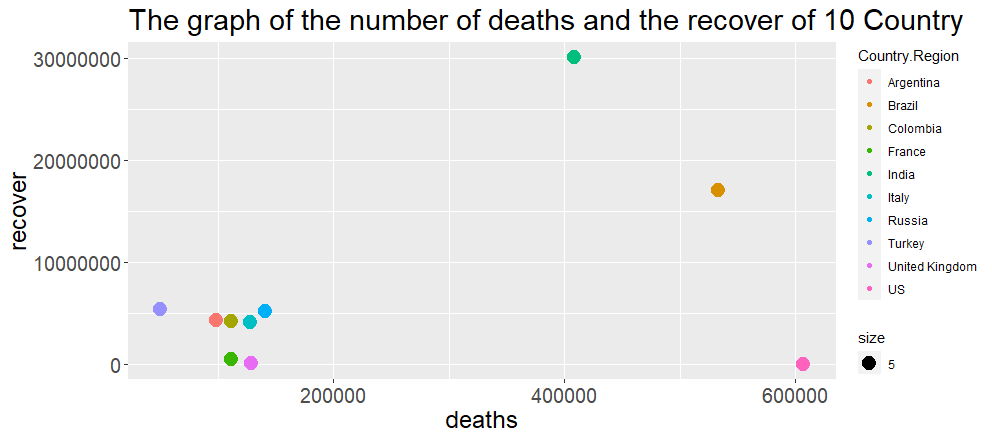 The graph of the number of deaths and the recover of 10 Country
30000000
20000000
10000000
0
recover
200000
400000
600000
deaths
Country.Region
Argentina
Brazil
Colombia
France
India
Italy
Russia
Turkey
United Kingdom
US
size
5